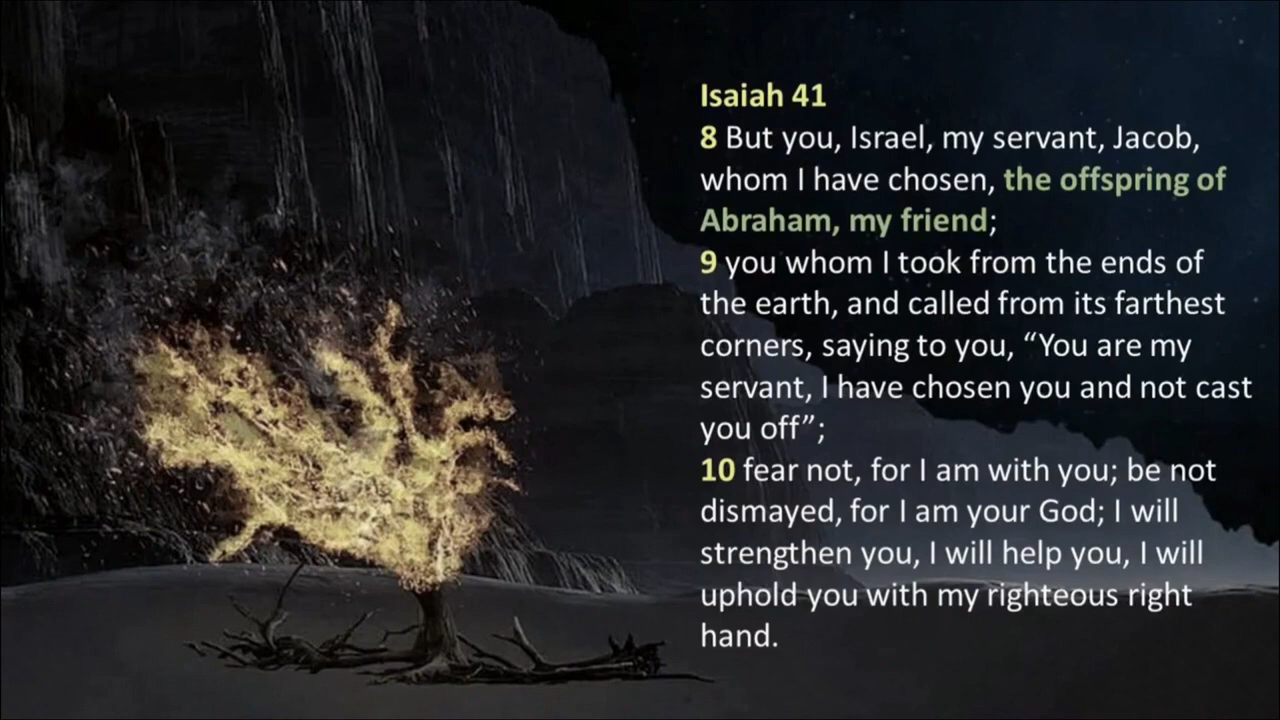 Isaiah 41
8 But you, Israel, my servant, Jacob,
whom I have chosen, the offspring of
Abraham, my friend;
9 you whom I took from the ends of
the earth, and called from its farthest
corners, saying to you, “You are my
servant, I have chosen you and not cast
you off”;
10 fear not, for I am with you; be not
dismayed, for I am your God; I will
strengthen you, I will help you, I will
uphold you with my righteous right
hand.